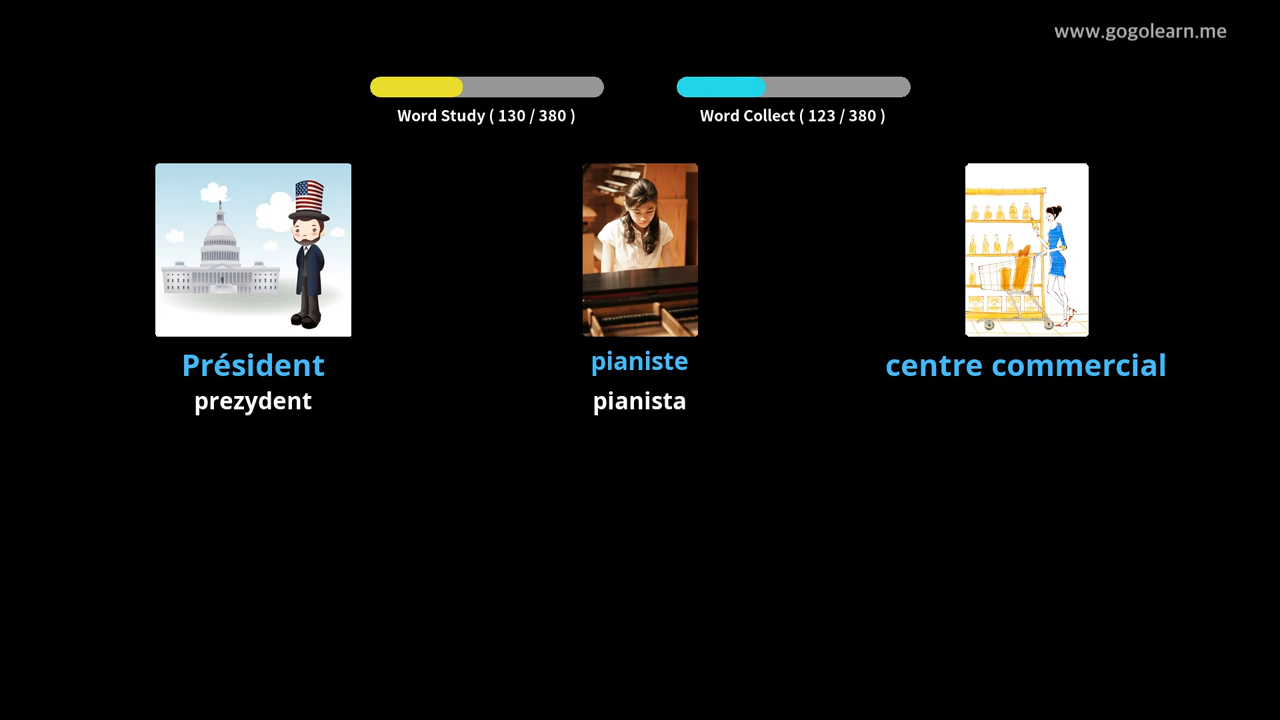 www.gogolearn.me
Word Study ( 130 / 380 )
Word Collect ( 123 / 380 )
Président
prezydent
pianiste
pianista
centre commercial